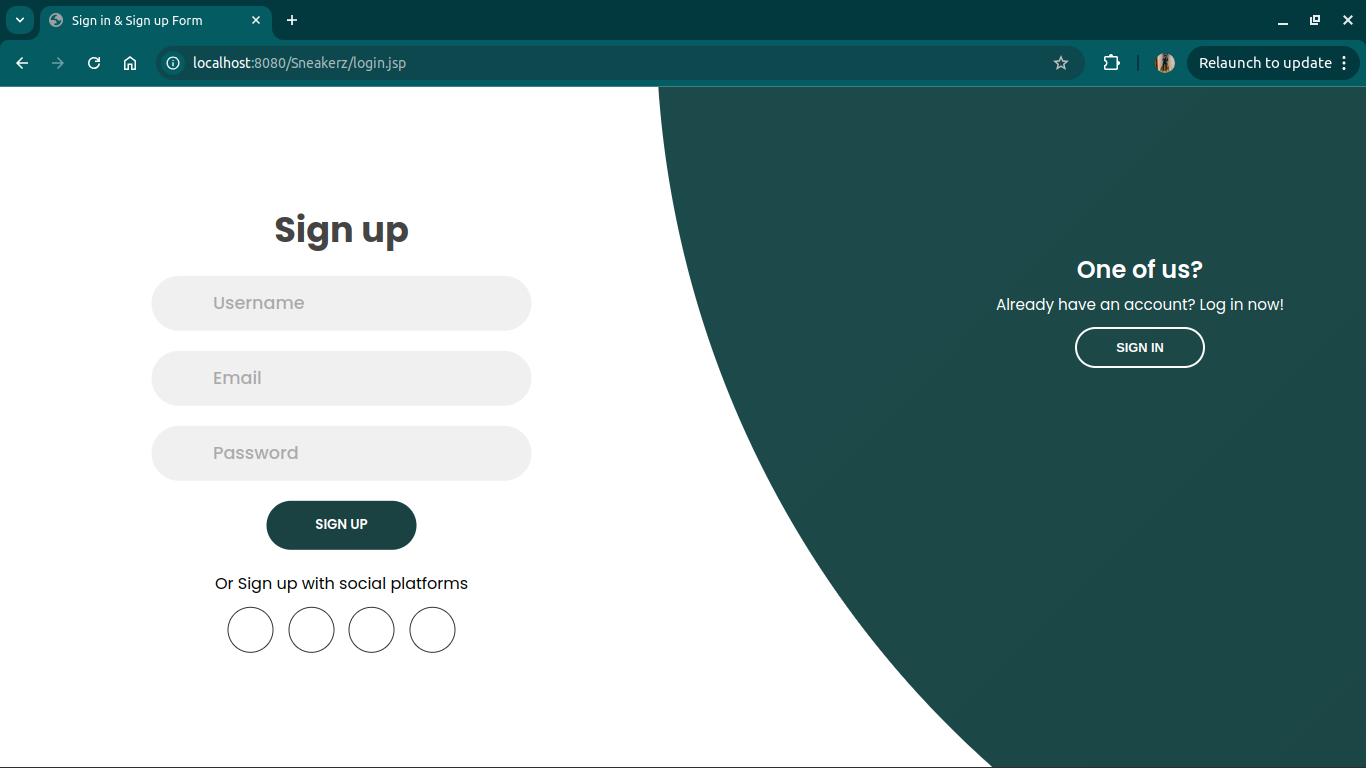 Sign in & Sign up Form
localhost:8080/Sneakerz/login.jsp
Relaunch to update
Sign up
Username
Email
Password
SIGN UP
Or Sign up with social platforms
One of us?
Already have an account? Log in now!
SIGN IN